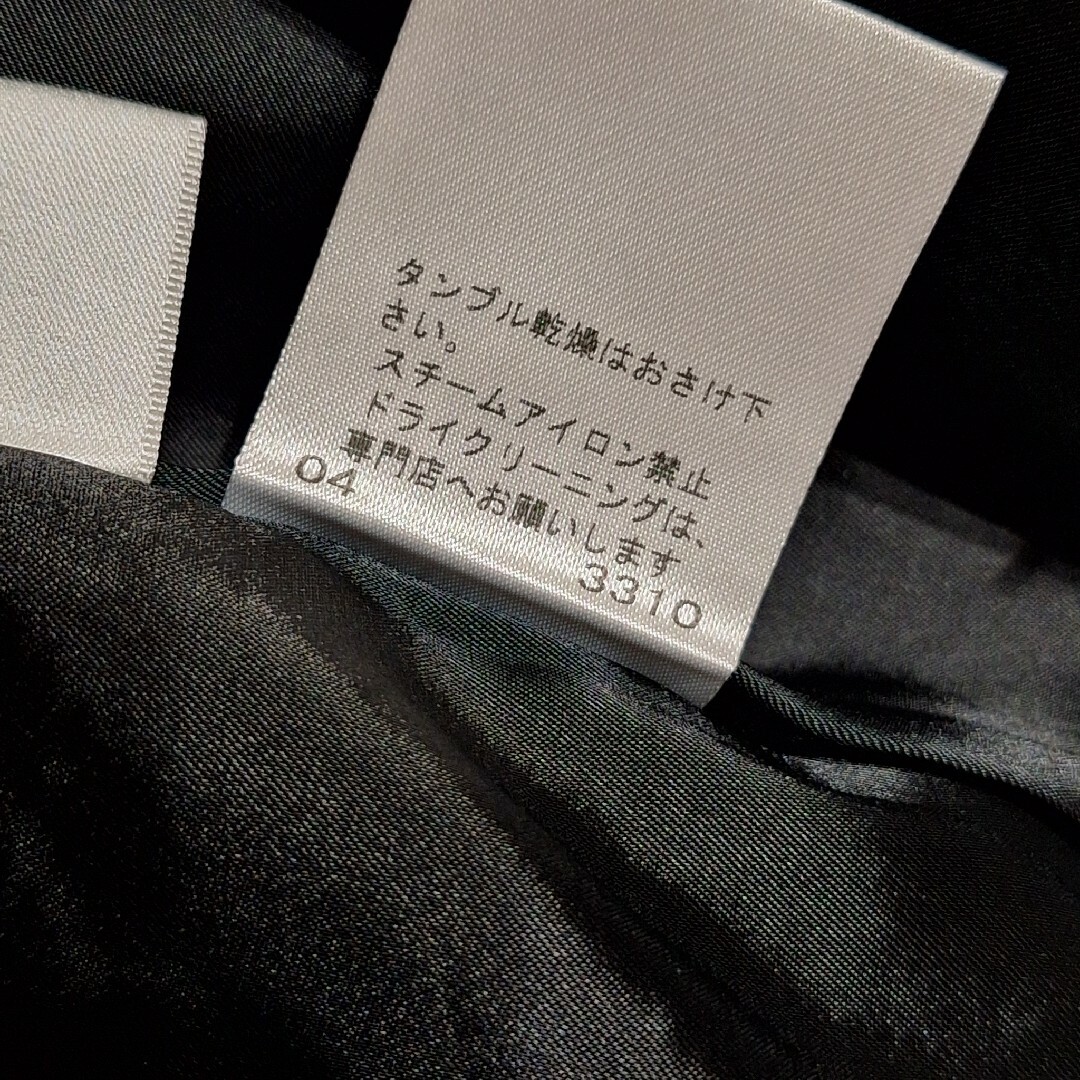 タンブル乾燥はおさけ下
さい。
スチームアイロン禁止
ドライクリーニングは、
専門店へお願いします
04
3310